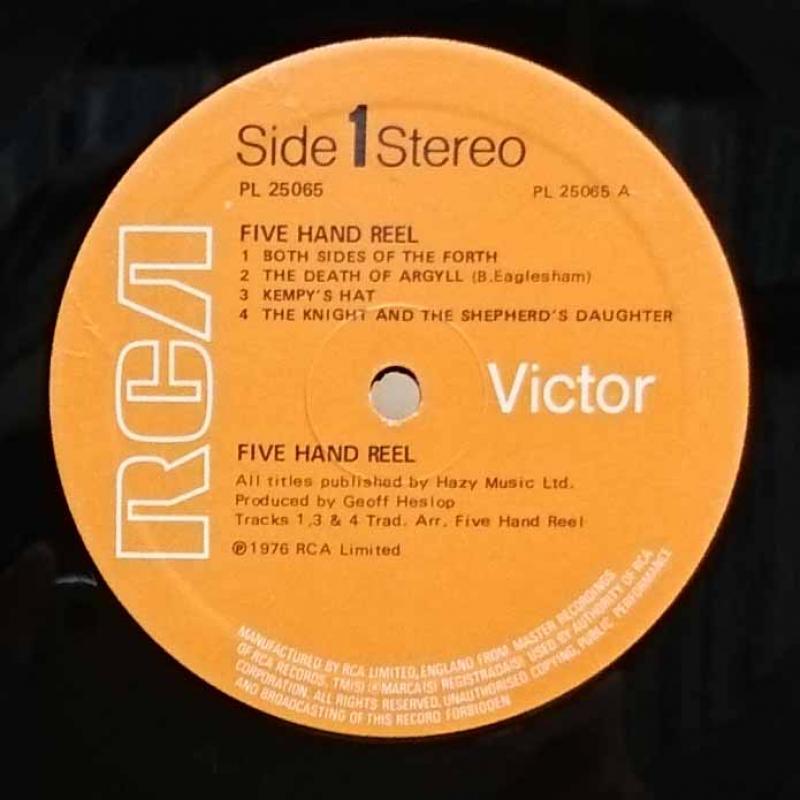 Side 1 Stereo
PL 25065
PL 25065 A
FIVE HAND REEL
1 BOTH SIDES OF THE FORTH
2 THE DEATH OF ARGYLL (B.Eaglesham)
3 KEMPY'S HAT
4 THE KNIGHT AND THE SHEPHERD'S DAUGHTER
RCA
Victor
FIVE HAND REEL
All titles published by Hazy Music Ltd.
Produced by Geoff Heslop
Tracks 1,3 & 4 Trad. Arr. Five Hand Reel
℗1976 RCA Limited
MANUFACTURED BY RCA LIMITED, ENGLAND FROM MASTER RECORDINGS
OF RCA RECORDS. TM(S) ® MARCA(S) REGISTRADA(S) USED BY AUTHORITY OF RCA
CORPORATION. ALL RIGHTS RESERVED. UNAUTHORISED COPYING, PUBLIC PERFORMANCE
AND BROADCASTING OF THIS RECORD FORBIDDEN